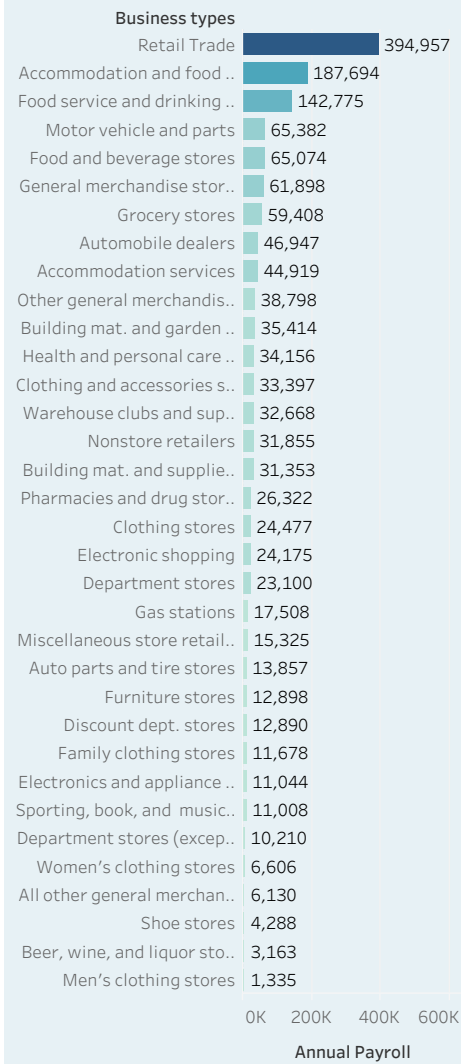 Business types
Retail Trade 394,957
Accommodation and food .. 187,694
Food service and drinking .. 142,775
Motor vehicle and parts 65,382
Food and beverage stores 65,074
General merchandise stor.. 61,898
Grocery stores 59,408
Automobile dealers 46,947
Accommodation services 44,919
Other general merchandis.. 38,798
Building mat. and garden .. 35,414
Health and personal care .. 34,156
Clothing and accessories s.. 33,397
Warehouse clubs and sup.. 32,668
Nonstore retailers 31,855
Building mat. and supplie.. 31,353
Pharmacies and drug stor.. 26,322
Clothing stores 24,477
Electronic shopping 24,175
Department stores 23,100
Gas stations 17,508
Miscellaneous store retail.. 15,325
Auto parts and tire stores 13,857
Furniture stores 12,898
Discount dept. stores 12,890
Family clothing stores 11,678
Electronics and appliance .. 11,044
Sporting, book, and music.. 11,008
Department stores (excep.. 10,210
Women's clothing stores 6,606
All other general merchan.. 6,130
Shoe stores 4,288
Beer, wine, and liquor sto.. 3,163
Men's clothing stores 1,335
0K 200K 400K 600K
Annual Payroll